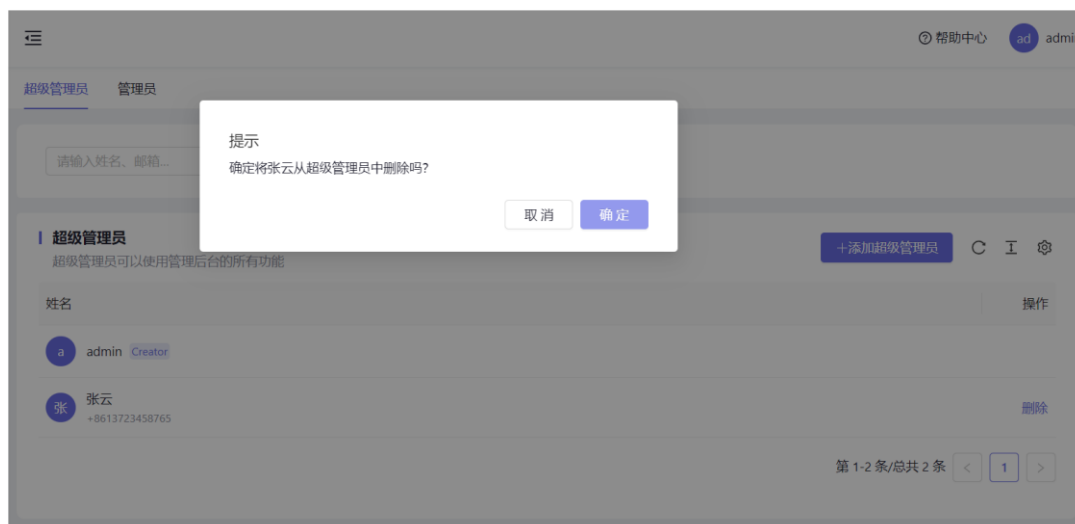 帮助中心
ad
admi
超级管理员
管理员
提示
确定将张云从超级管理员中删除吗?
请输入姓名、邮箱...
取消
确定
超级管理员
超级管理员可以使用管理后台的所有功能
+添加超级管理员
姓名
操作
a
admin
Creator
张
张云
+8613723458765
删除
第 1-2 条/总共 2 条
<
1
>